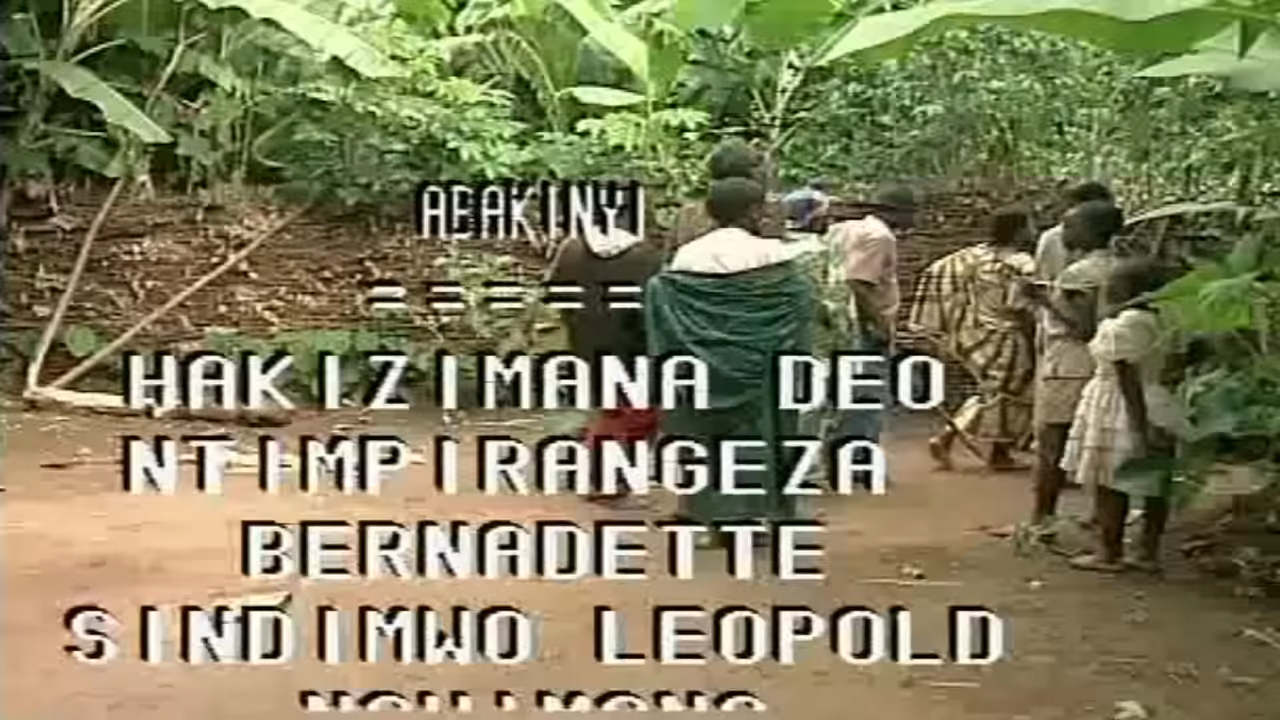 ABAKINYI
=====
HAKIZIMANA DEO
NTIMPIRANGEZA
BERNADETTE
SINDIMWO LEOPOLD